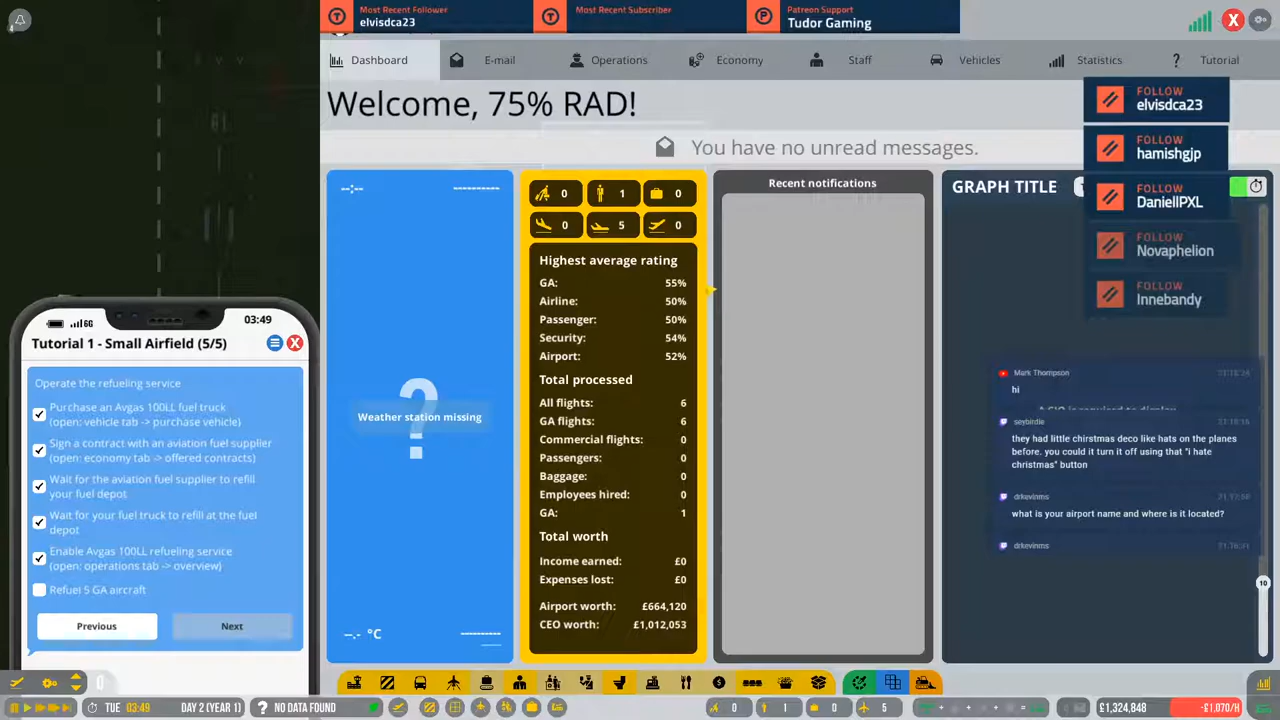 Most Recent Follower
elvisdca23
Most Recent Subscriber
Patreon Support
Tudor Gaming
Dashboard
E-mail
Operations
Economy
Staff
Vehicles
Statistics
Tutorial
Welcome, 75% RAD!
You have no unread messages.
FOLLOW
elvisdca23
FOLLOW
hamishgjp
FOLLOW
DaniellPXL
FOLLOW
Novaphelion
FOLLOW
Innebandy
--:--
Weather station missing
--.- °C
0
1
0
0
5
0
Highest average rating
GA: 55%
Airline: 50%
Passenger: 50%
Security: 54%
Airport: 52%
Total processed
All flights: 6
GA flights: 6
Commercial flights: 0
Passengers: 0
Baggage: 0
Employees hired: 0
GA: 1
Total worth
Income earned: £0
Expenses lost: £0
Airport worth: £664,120
CEO worth: £1,012,053
Recent notifications
GRAPH TITLE
Mark Thompson
hi
seybirdie
they had little chirstmas deco like hats on the planes
before. you could it turn it off using that "i hate
christmas" button
drkevinms
what is your airport name and where is it located?
drkevinms
10
6G
03:49
Tutorial 1 - Small Airfield (5/5)
Operate the refueling service
Purchase an Avgas 100LL fuel truck
(open: vehicle tab -> purchase vehicle)
Sign a contract with an aviation fuel supplier
(open: economy tab -> offered contracts)
Wait for the aviation fuel supplier to refill
your fuel depot
Wait for your fuel truck to refill at the fuel
depot
Enable Avgas 100LL refueling service
(open: operations tab -> overview)
Refuel 5 GA aircraft
Previous
Next
TUE 03:49
DAY 2 (YEAR 1)
? NO DATA FOUND
0
1
0
5
£1,324,848
-£1,070/H